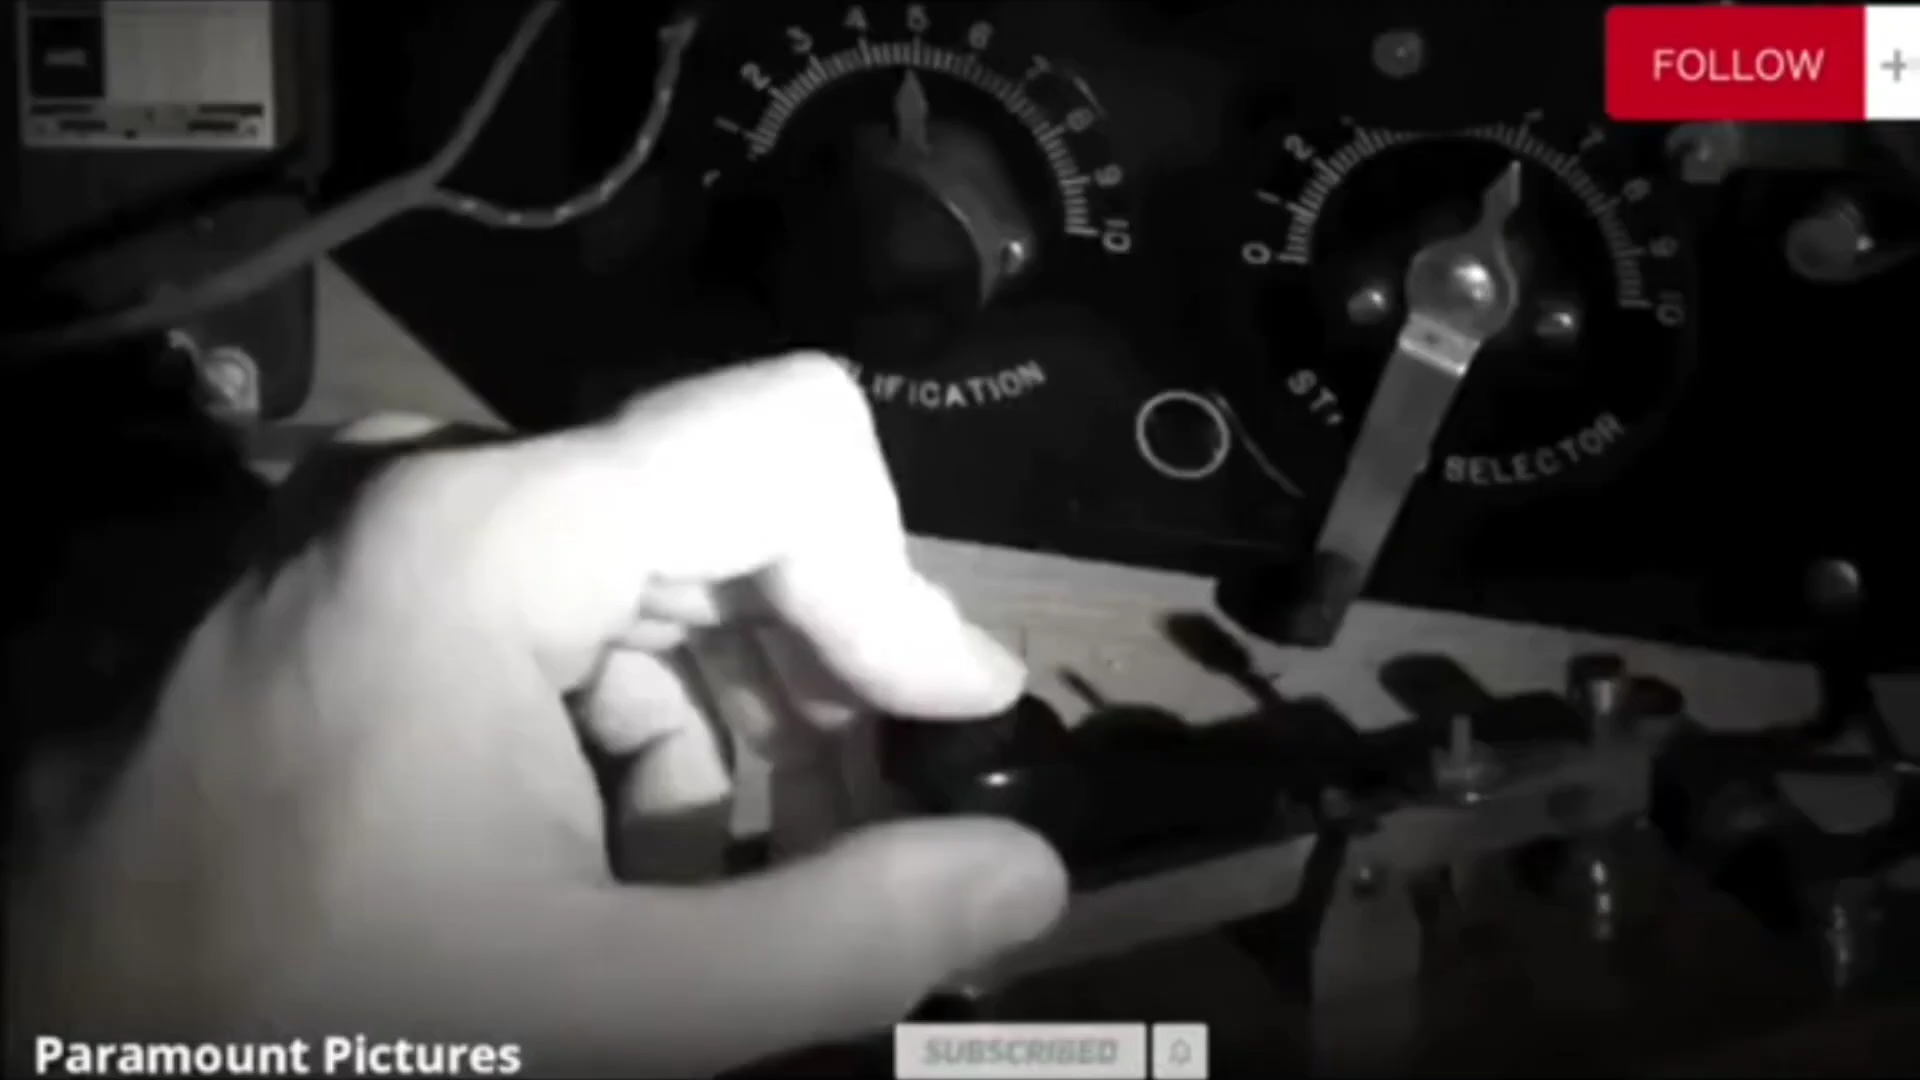 FOLLOW +
1 2 3 4 5 6 7 8 9 10
LIFICATION
0 1 2 7 8 9 10
ST
SELECTOR
Paramount Pictures
SUBSCRIBED